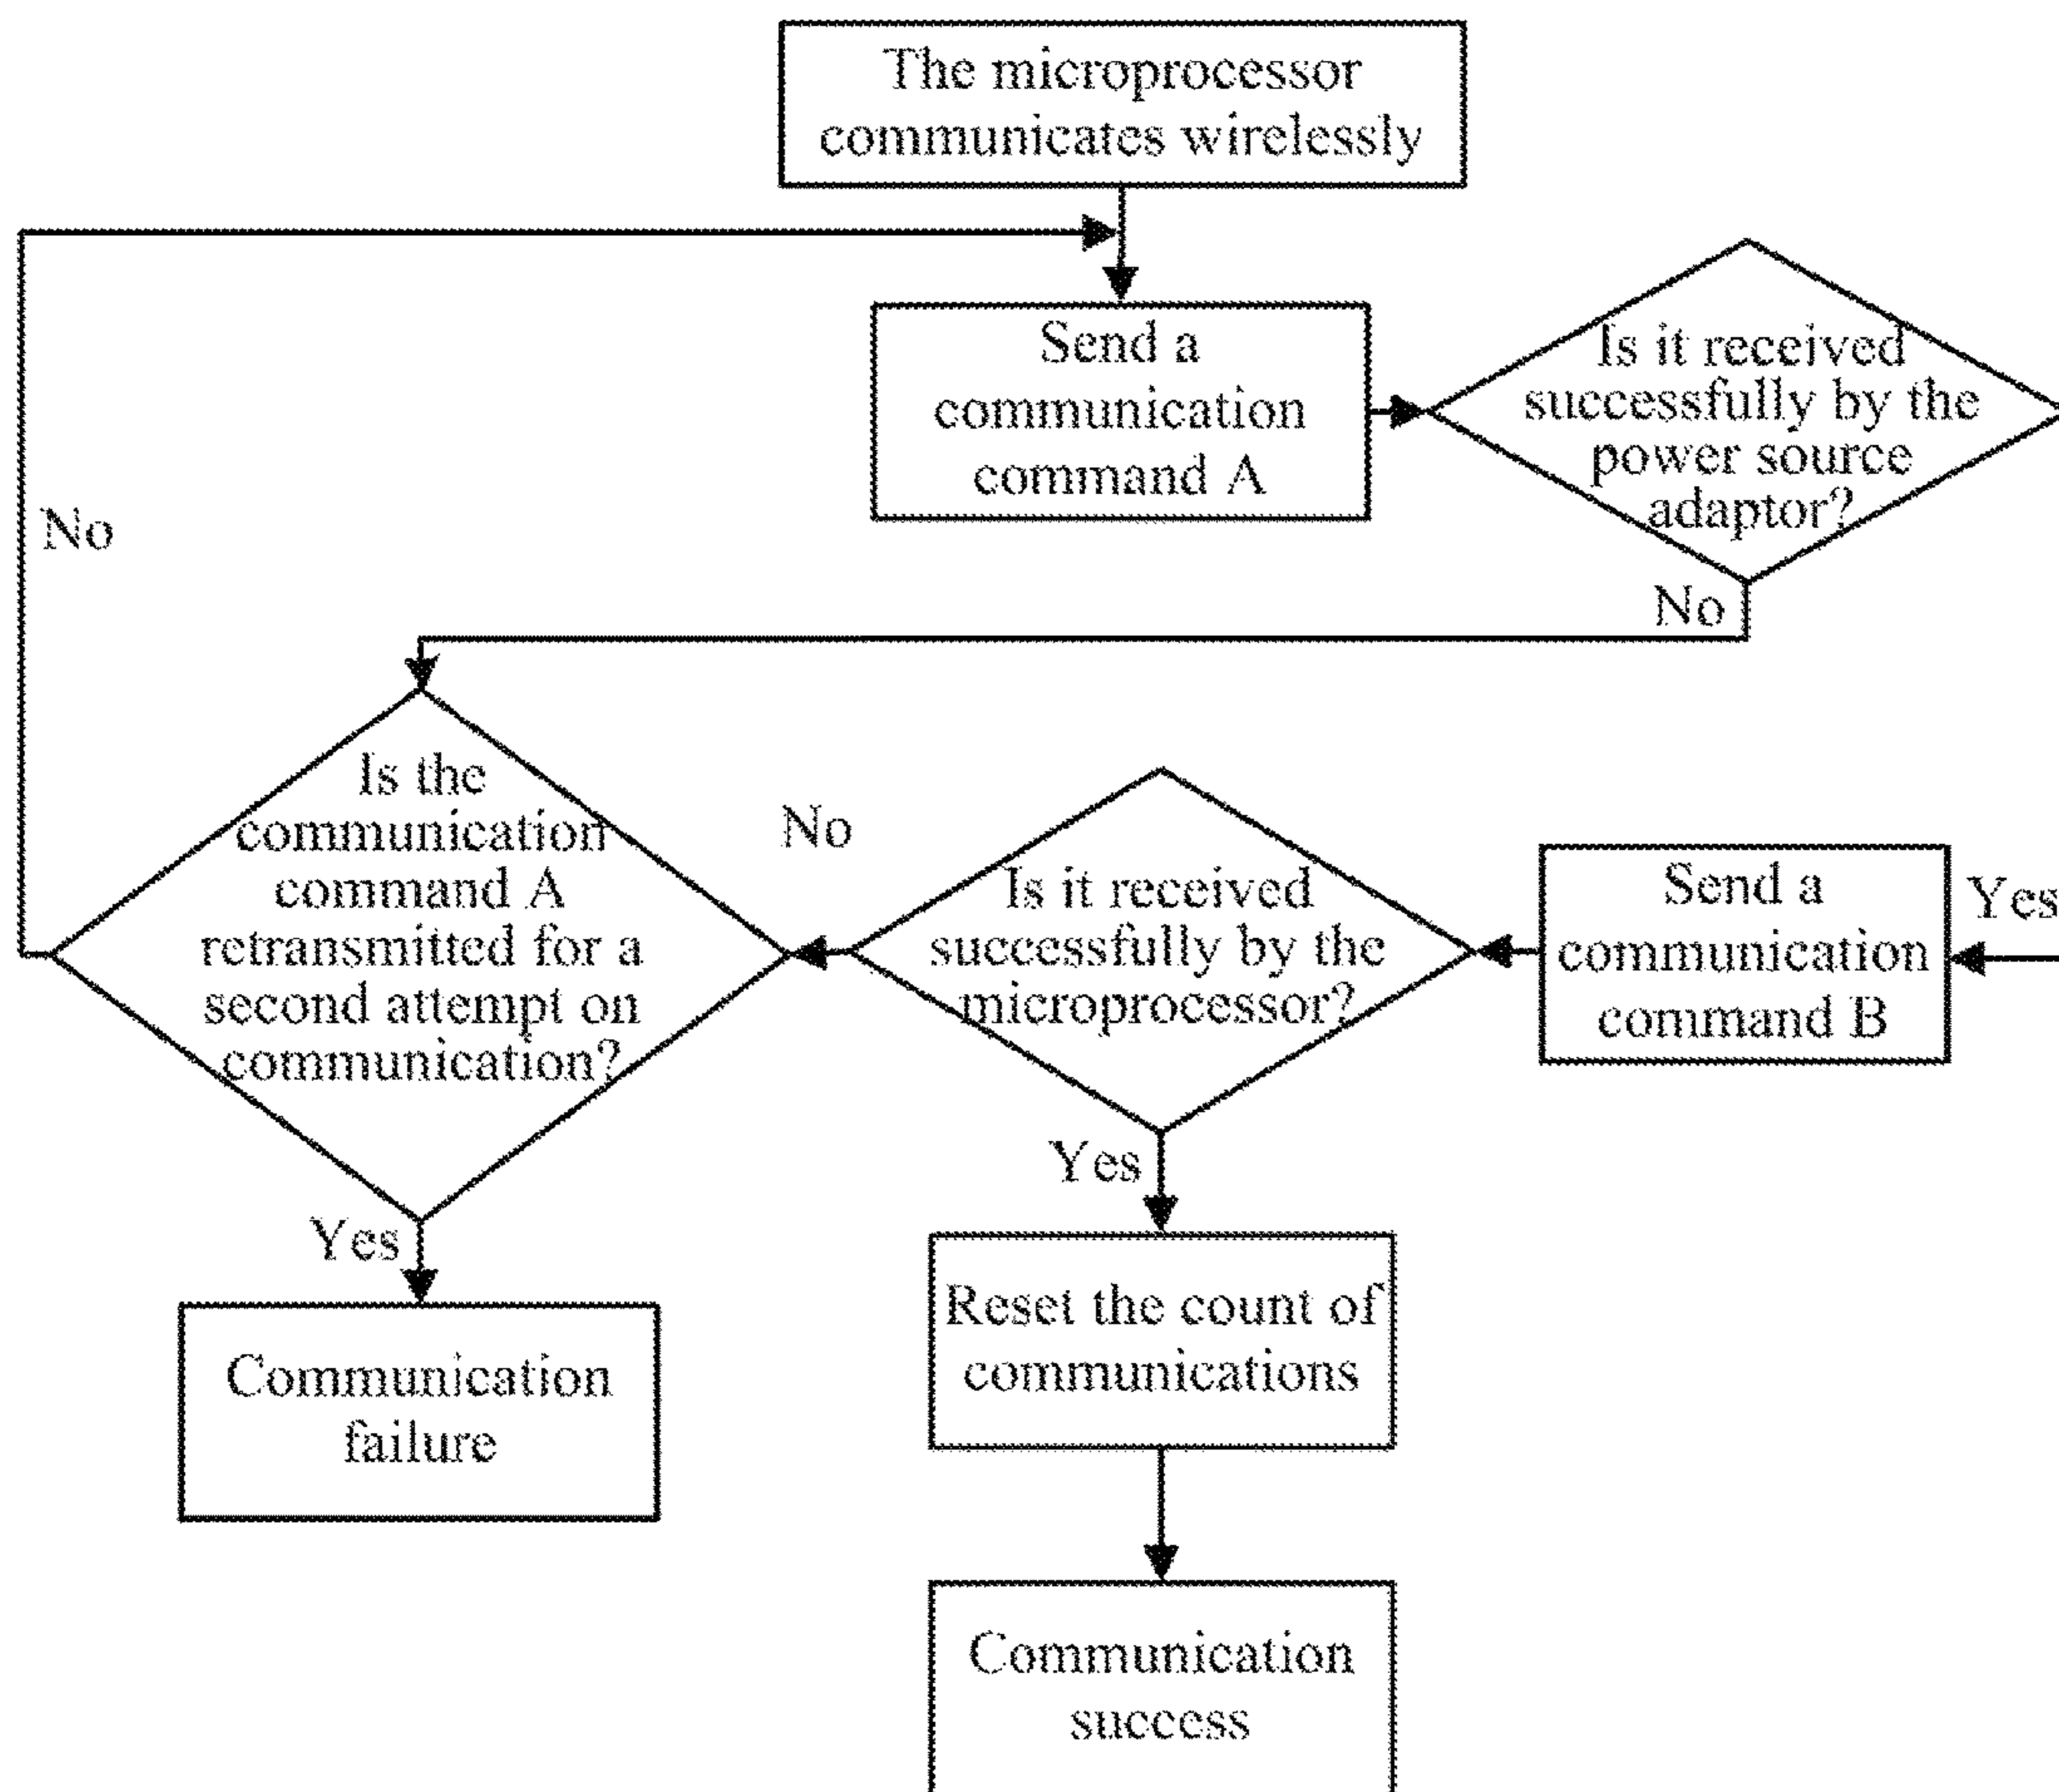 The microprocessor
communicates wirelessly
Send a
communication
command A
Is it received
successfully by the
power source
adaptor?
No
No
Is the
communication
command A
retransmitted for a
second attempt on
communication?
No
Is it received
successfully by the
microprocessor?
Send a
communication
command B
Yes
Yes
Yes
Communication
failure
Reset the count of
communications
Communication
success